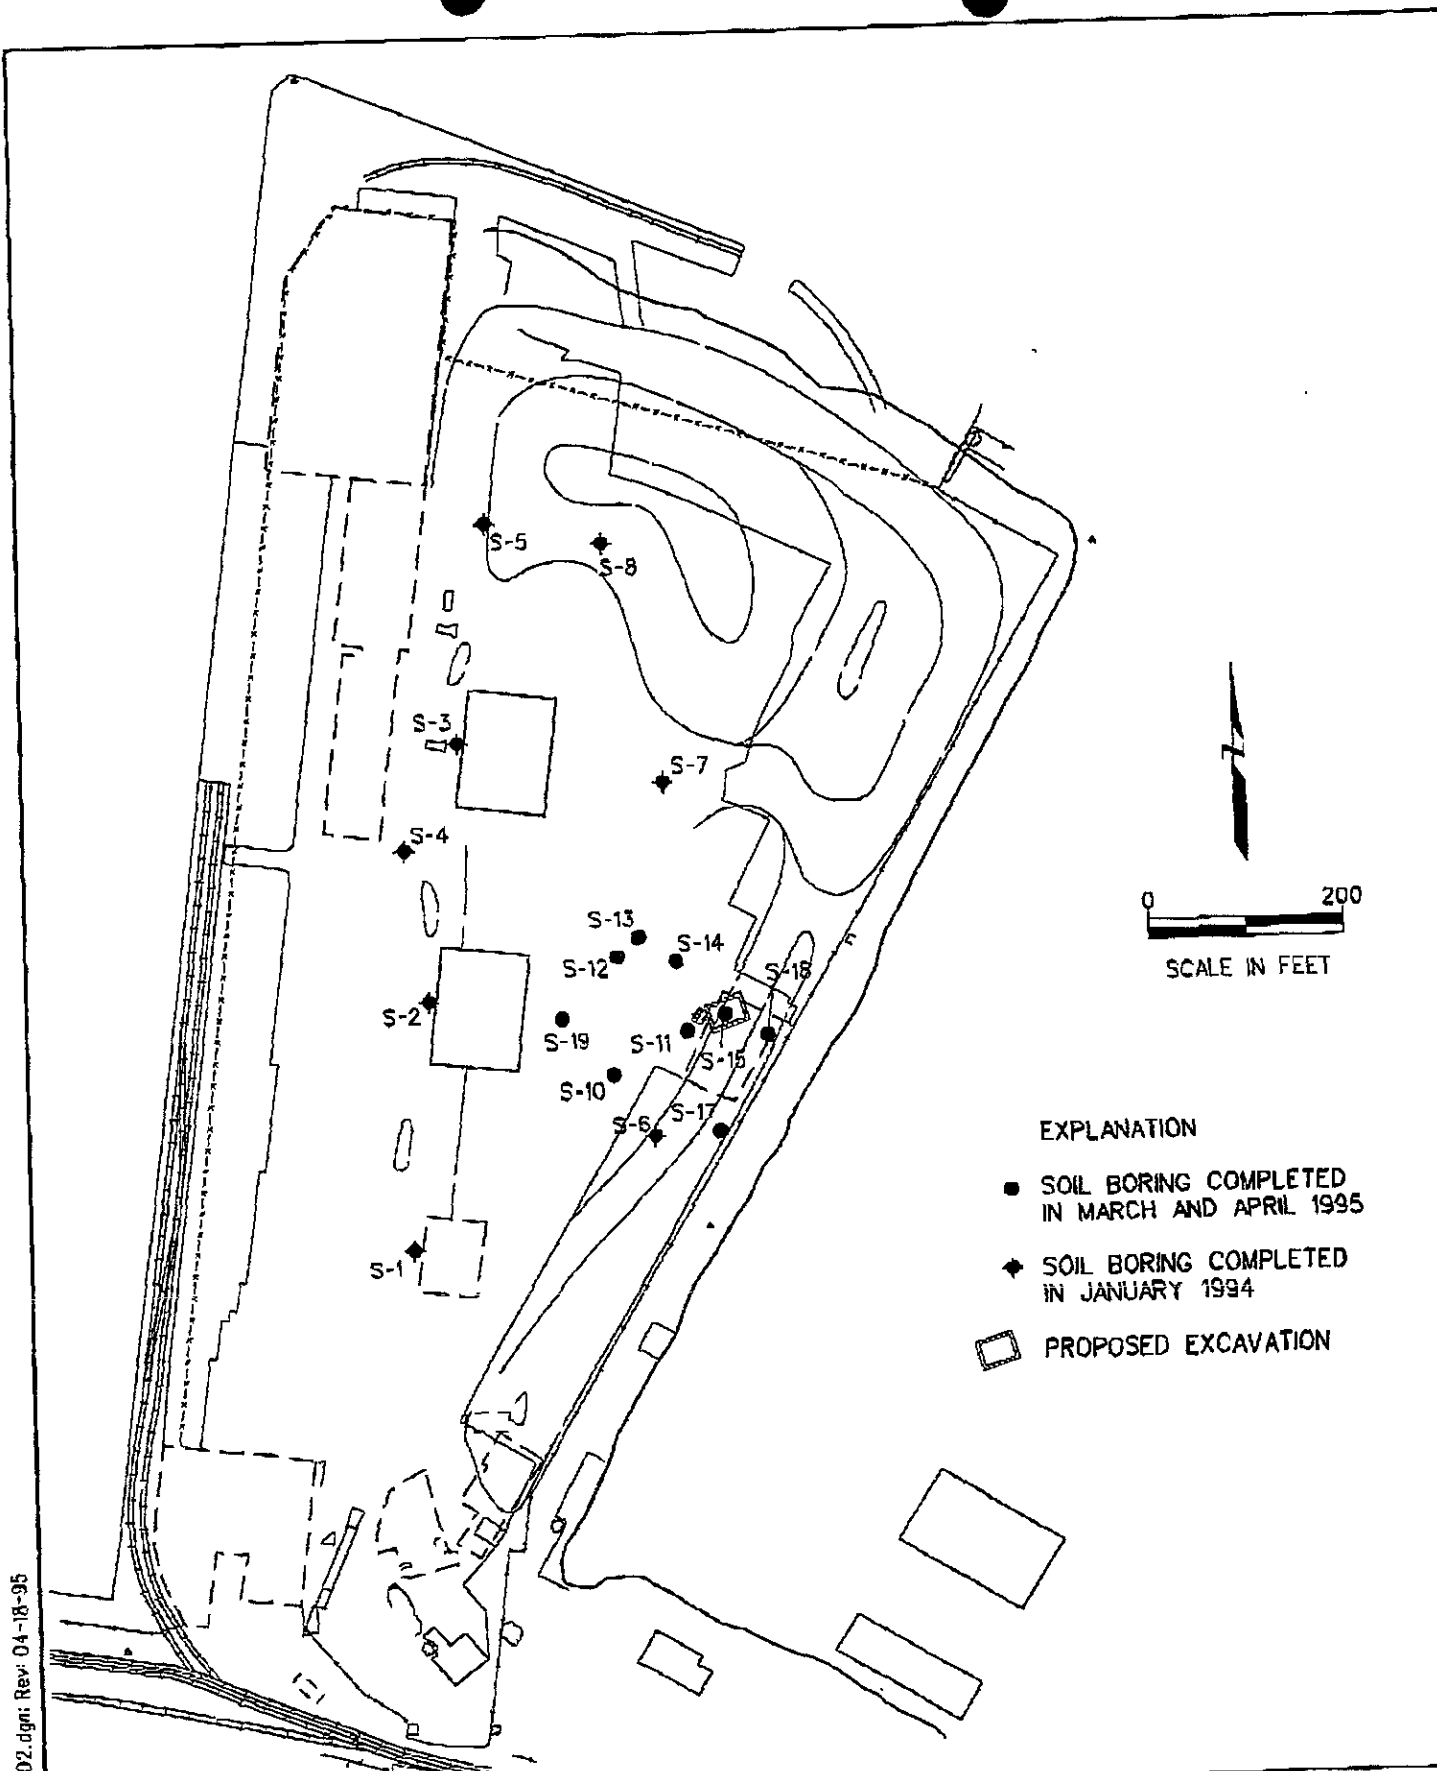 S-5
S-8
S-3
S-7
S-4
0 200
SCALE IN FEET
S-13
S-14
S-12
S-18
S-2
S-19
S-11
S-15
S-10
S-17
S-6
EXPLANATION
SOIL BORING COMPLETED
IN MARCH AND APRIL 1995
SOIL BORING COMPLETED
IN JANUARY 1994
S-1
PROPOSED EXCAVATION
02.dgn: Rev: 04-18-95